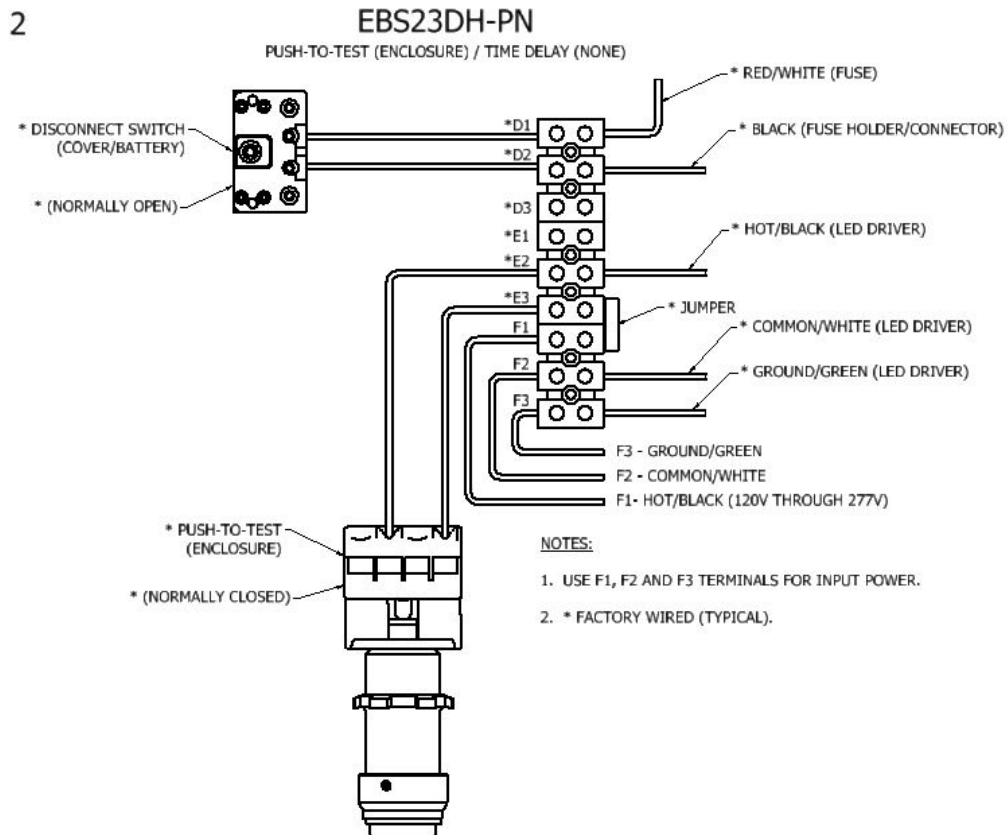 2
EBS23DH-PN
PUSH-TO-TEST (ENCLOSURE) / TIME DELAY (NONE)
* RED/WHITE (FUSE)
* DISCONNECT SWITCH
(COVER/BATTERY)
* (NORMALLY OPEN)
*D1
*D2
*D3
*E1
*E2
*E3
F1
F2
F3
* BLACK (FUSE HOLDER/CONNECTOR)
* HOT/BLACK (LED DRIVER)
* JUMPER
* COMMON/WHITE (LED DRIVER)
* GROUND/GREEN (LED DRIVER)
F3 - GROUND/GREEN
F2 - COMMON/WHITE
F1- HOT/BLACK (120V THROUGH 277V)
* PUSH-TO-TEST
(ENCLOSURE)
* (NORMALLY CLOSED)
NOTES:
1. USE F1, F2 AND F3 TERMINALS FOR INPUT POWER.
2. * FACTORY WIRED (TYPICAL).